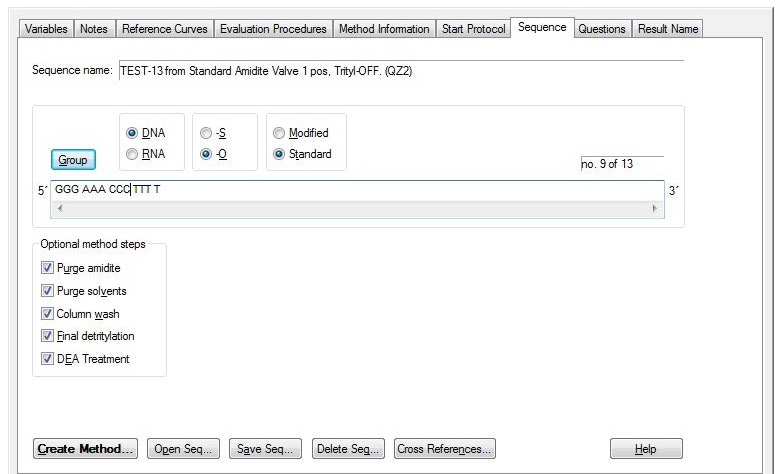 Variables Notes Reference Curves Evaluation Procedures Method Information Start Protocol Sequence Questions Result Name
Sequence name: TEST-13 from Standard Amidite Valve 1 pos, Trityl-OFF. (QZ2)
DNA -S Modified
Group RNA -O Standard no. 9 of 13
5´ GGG AAA CCC TTT T 3´
Optional method steps
Purge amidite
Purge solvents
Column wash
Final detritylation
DEA Treatment
Create Method... Open Seq... Save Seq... Delete Seq... Cross References... Help